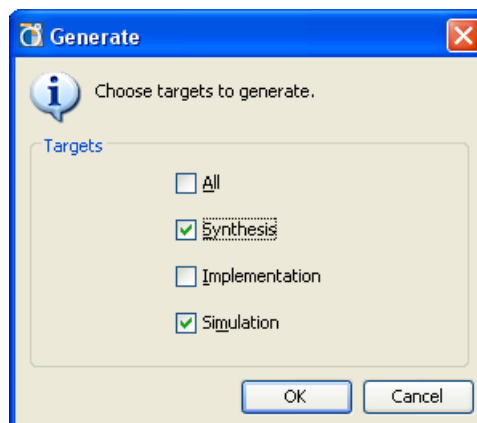 Generate
Choose targets to generate.
Targets
All
Synthesis
Implementation
Simulation
OK
Cancel